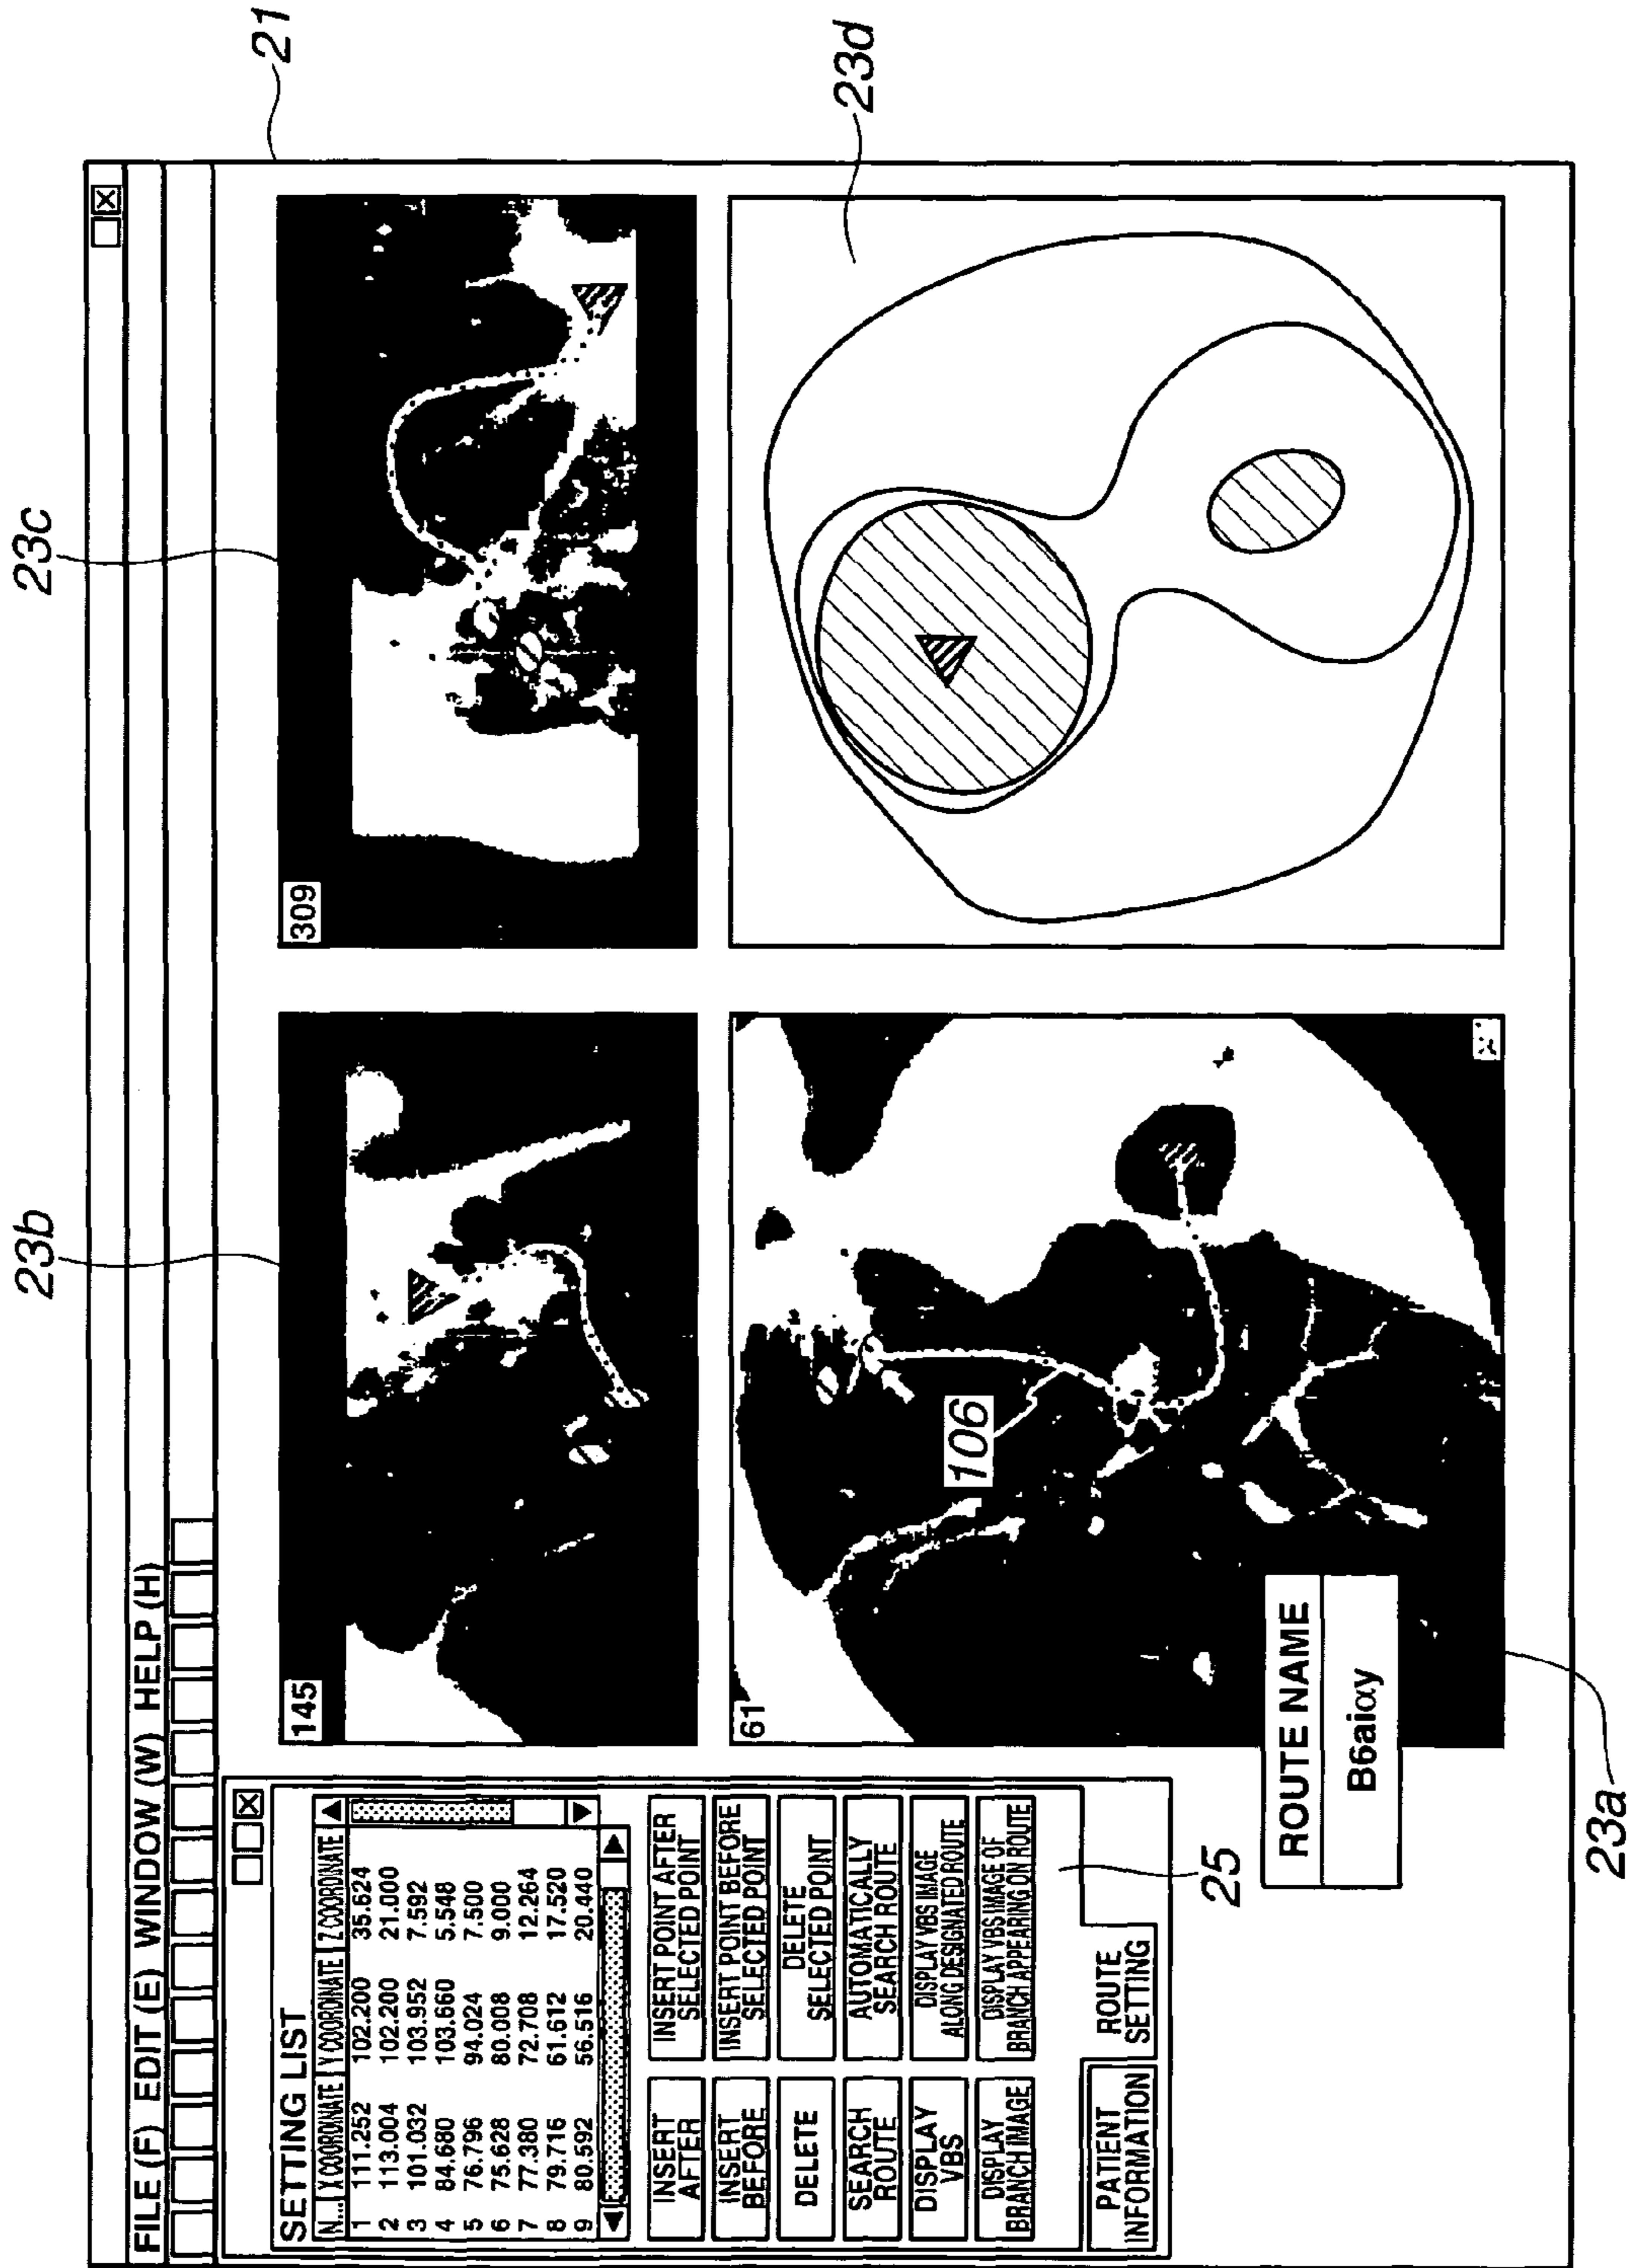 21
23c
23b
23d
FILE (F) EDIT (E) WINDOW (W) HELP (H)
SETTING LIST
N... X COORDINATE Y COORDINATE Z COORDINATE
1 111.252 102.200 35.624
2 113.004 102.200 21.000
3 101.032 103.952 7.592
4 84.680 103.660 5.548
5 76.796 94.024 7.500
6 75.628 80.008 9.000
7 77.380 72.708 12.264
8 79.716 61.612 17.520
9 80.592 56.516 20.440
INSERT AFTER
INSERT POINT AFTER SELECTED POINT
INSERT BEFORE
INSERT POINT BEFORE SELECTED POINT
DELETE
DELETE SELECTED POINT
SEARCH ROUTE
AUTOMATICALLY SEARCH ROUTE
DISPLAY VBS
DISPLAY VBS IMAGE ALONG DESIGNATED ROUTE
DISPLAY BRANCH IMAGE
DISPLAY VBS IMAGE OF BRANCH APPEARING ON ROUTE
PATIENT INFORMATION
ROUTE SETTING
25
145
309
61
106
ROUTE NAME
B6aiαy
23a